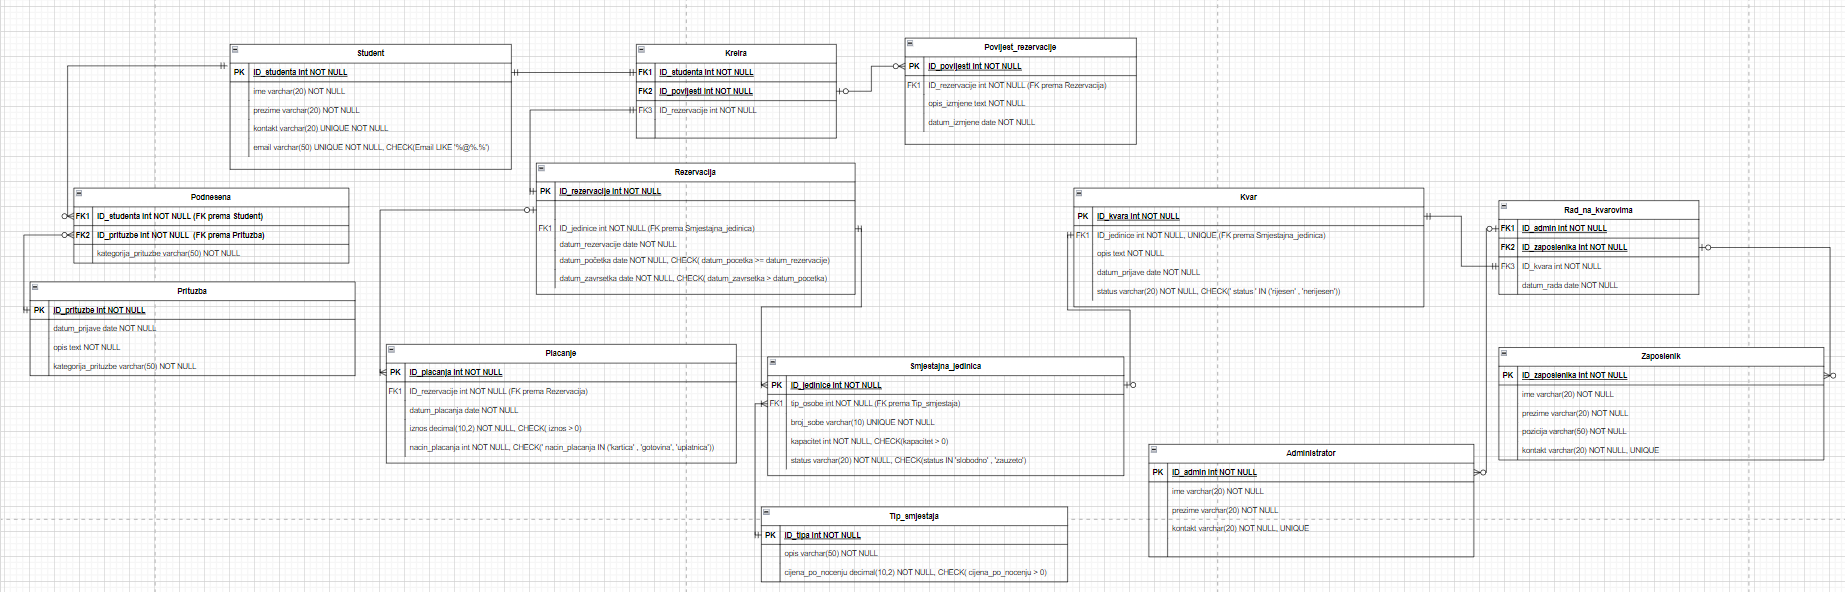 Student
PK ID_studenta int NOT NULL
ime varchar(20) NOT NULL
prezime varchar(20) NOT NULL
kontakt varchar(20) UNIQUE NOT NULL
email varchar(50) UNIQUE NOT NULL, CHECK(Email LIKE '%@%.%')
Kreira
FK1 ID_studenta int NOT NULL
FK2 ID_povijesti int NOT NULL
FK3 ID_rezervacije int NOT NULL
Povijest_rezervacije
PK ID_povijesti int NOT NULL
FK1 ID_rezervacije int NOT NULL (FK prema Rezervacija)
opis_izmjene text NOT NULL
datum_izmjene date NOT NULL
Podnesena
FK1 ID_studenta int NOT NULL (FK prema Student)
FK2 ID_prituzbe int NOT NULL (FK prema Prituzba)
kategorija_prituzbe varchar(50) NOT NULL
Rezervacija
PK ID_rezervacije int NOT NULL
FK1 ID_jedinice int NOT NULL (FK prema Smjestajna_jedinica)
datum_rezervacije date NOT NULL
datum_početka date NOT NULL, CHECK( datum_pocetka >= datum_rezervacije)
datum_zavrsetka date NOT NULL, CHECK( datum_zavrsetka > datum_pocetka)
Kvar
PK ID_kvara int NOT NULL
FK1 ID_jedinice int NOT NULL, UNIQUE (FK prema Smjestajna_jedinica)
opis text NOT NULL
datum_prijave date NOT NULL
status varchar(20) NOT NULL, CHECK(' status ' IN ('rijesen' , 'nerijesen'))
Rad_na_kvarovima
FK1 ID_admin int NOT NULL
FK2 ID_zaposlenika int NOT NULL
FK3 ID_kvara int NOT NULL
datum_rada date NOT NULL
Prituzba
PK ID_prituzbe int NOT NULL
datum_prijave date NOT NULL
opis text NOT NULL
kategorija_prituzbe varchar(50) NOT NULL
Placanje
PK ID_placanja int NOT NULL
FK1 ID_rezervacije int NOT NULL (FK prema Rezervacija)
datum_placanja date NOT NULL
iznos decimal(10,2) NOT NULL, CHECK( iznos > 0)
nacin_placanja int NOT NULL, CHECK(' nacin_placanja IN ('kartica' , 'gotovina', 'uplatnica'))
Smjestajna_jedinica
PK ID_jedinice int NOT NULL
FK1 tip_osobe int NOT NULL (FK prema Tip_smjestaja)
broj_sobe varchar(10) UNIQUE NOT NULL
kapacitet int NOT NULL, CHECK(kapacitet > 0)
status varchar(20) NOT NULL, CHECK(status IN 'slobodno' , 'zauzeto')
Zaposlenik
PK ID_zaposlenika int NOT NULL
ime varchar(20) NOT NULL
prezime varchar(20) NOT NULL
pozicija varchar(50) NOT NULL
kontakt varchar(20) NOT NULL, UNIQUE
Administrator
PK ID_admin int NOT NULL
ime varchar(20) NOT NULL
prezime varchar(20) NOT NULL
kontakt varchar(20) NOT NULL, UNIQUE
Tip_smjestaja
PK ID_tipa int NOT NULL
opis varchar(50) NOT NULL
cijena_po_nocenju decimal(10,2) NOT NULL, CHECK( cijena_po_nocenju > 0)